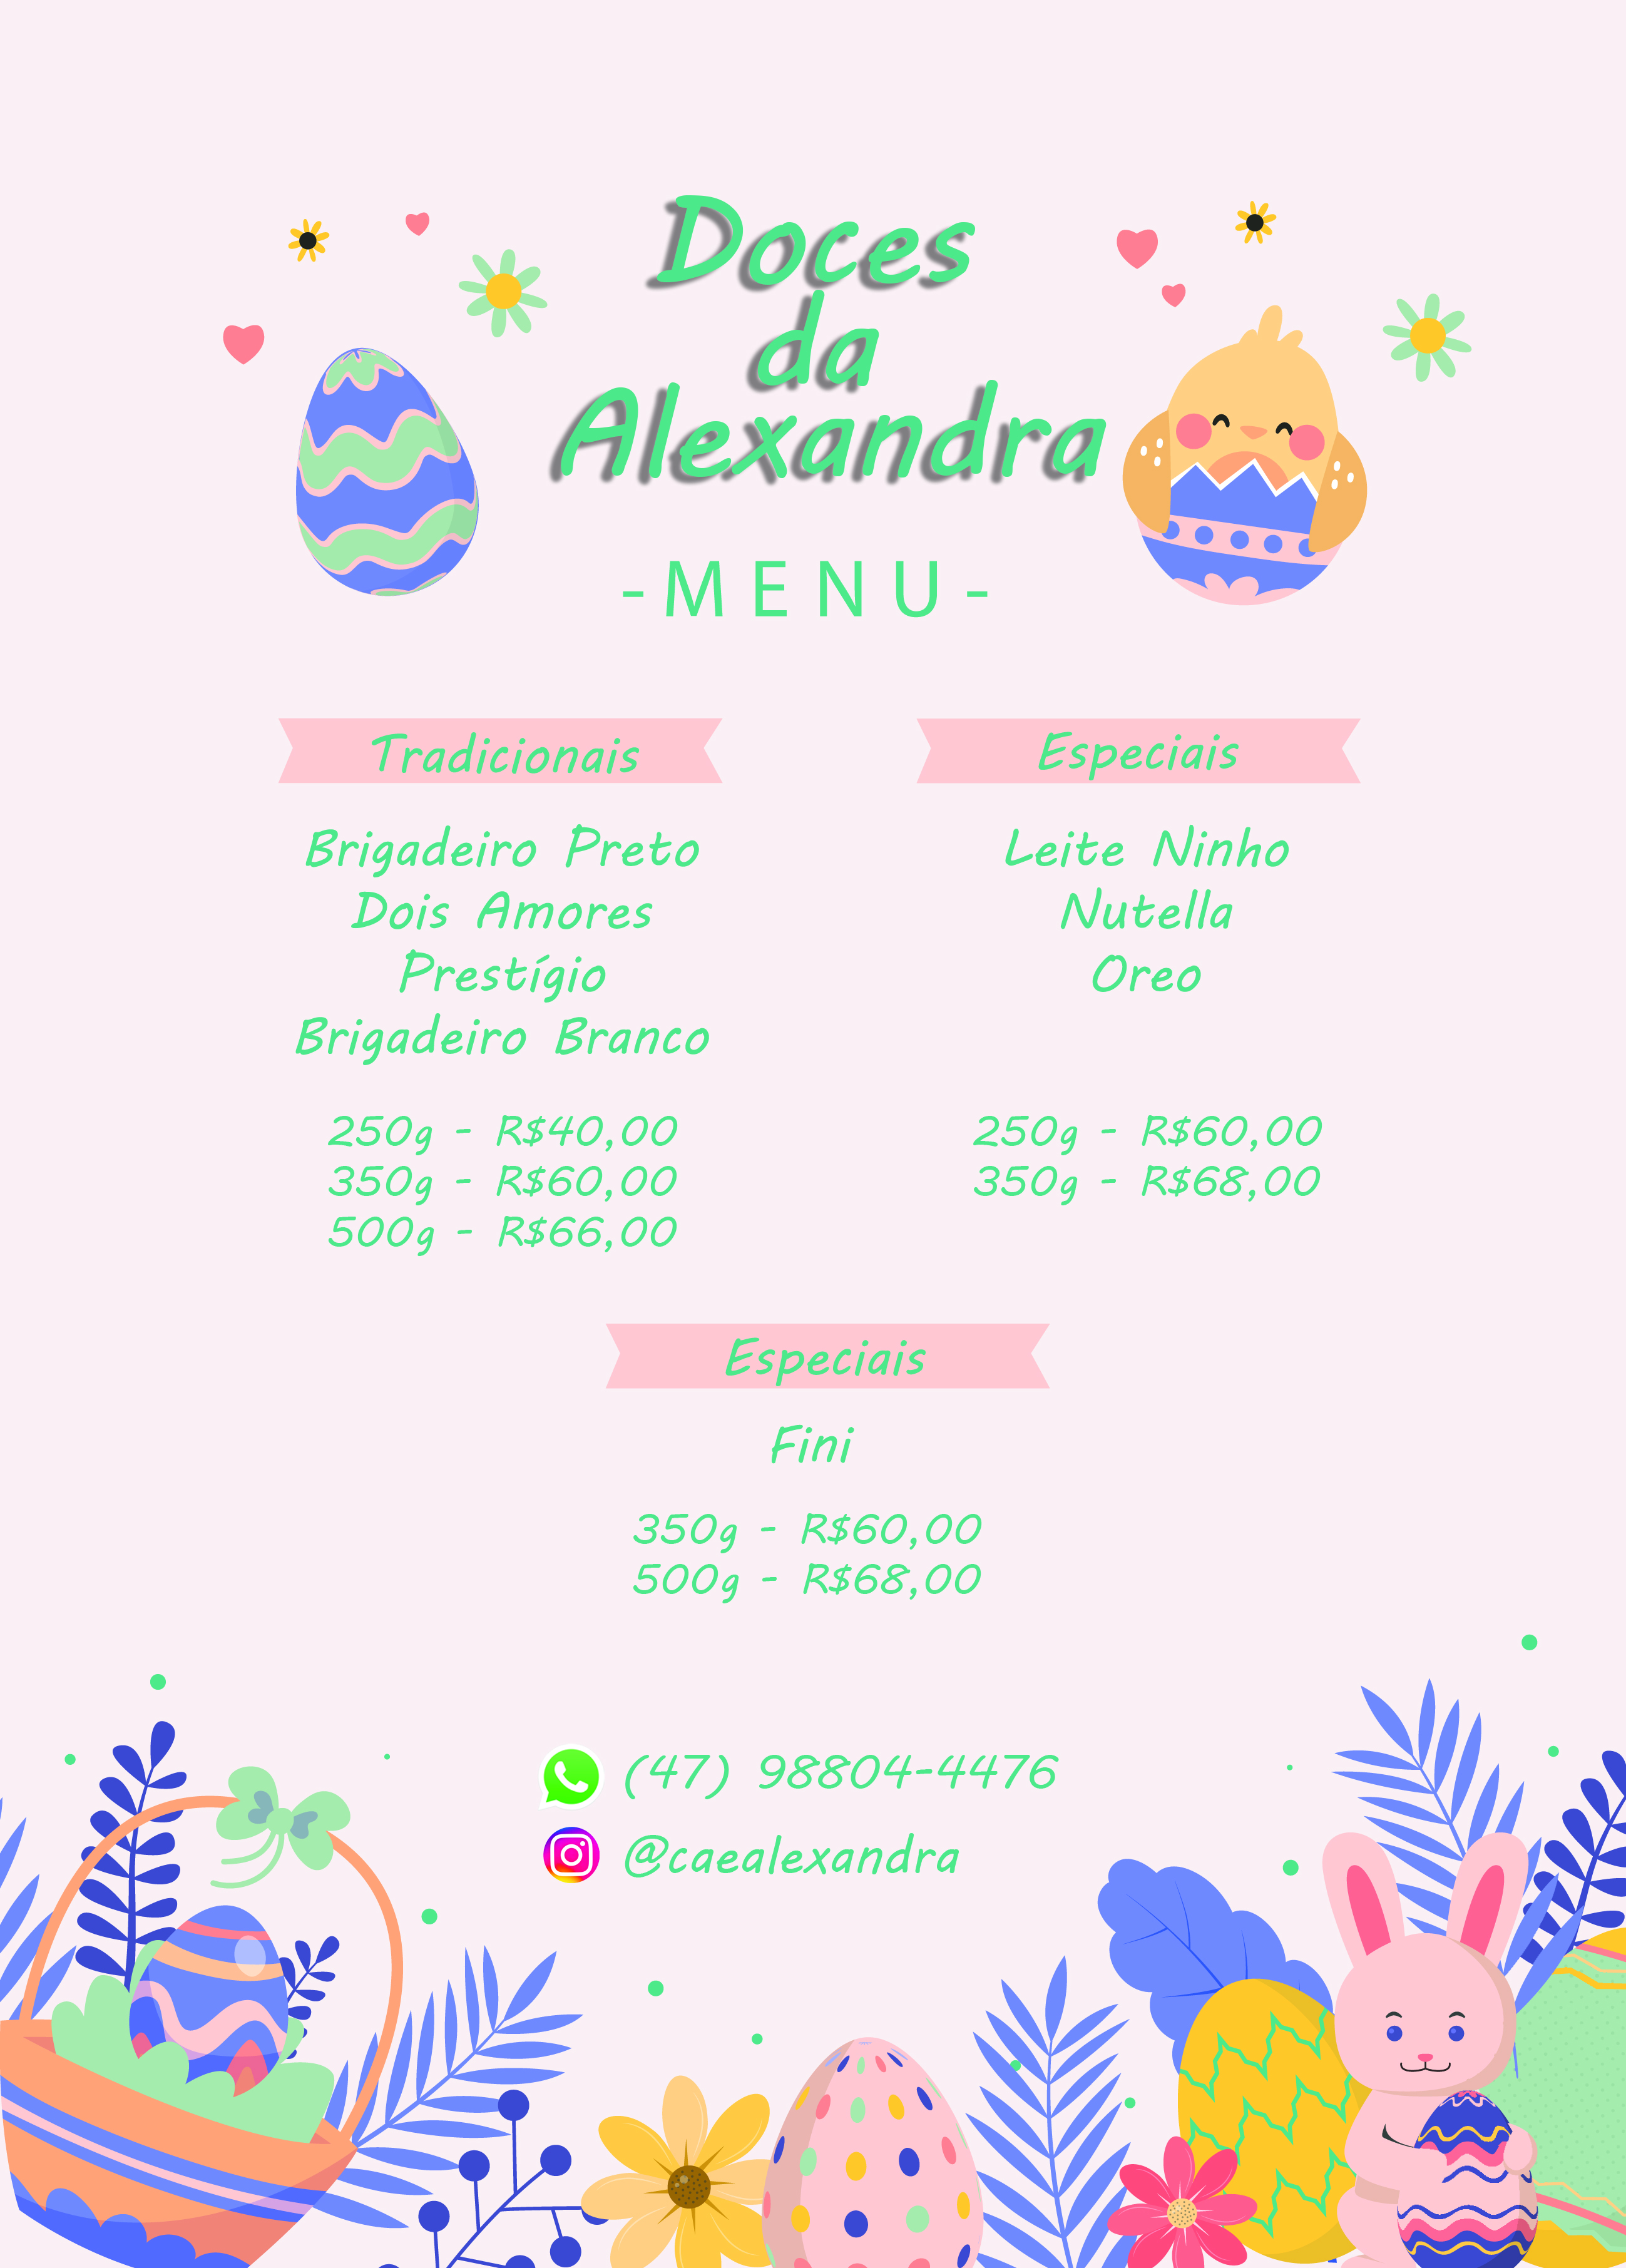 Doces
da
Alexandra
-MENU-
Tradicionais
Brigadeiro Preto
Dois Amores
Prestígio
Brigadeiro Branco
250g - R$40,00
350g - R$60,00
500g - R$66,00
Especiais
Leite Ninho
Nutella
Oreo
250g - R$60,00
350g - R$68,00
Especiais
Fini
350g - R$60,00
500g - R$68,00
(47) 98804-4476
@caealexandra